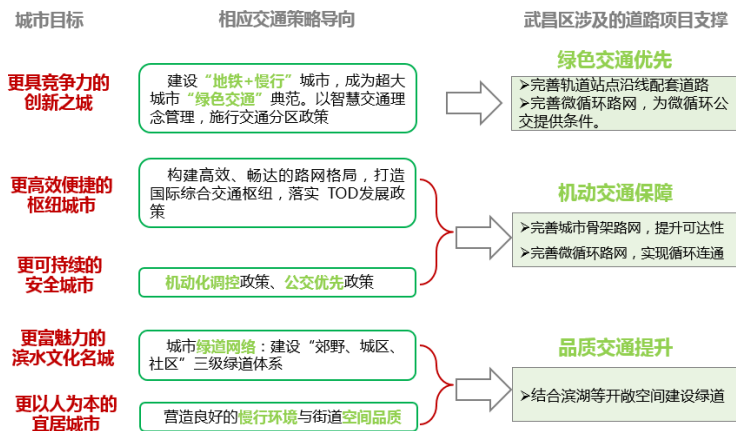 城市目标
相应交通策略导向
武昌区涉及的道路项目支撑
更具竞争力的
创新之城
建设“地铁+慢行”城市，成为超大
城市“绿色交通”典范。以智慧交通理
念管理，施行交通分区政策
绿色交通优先
➢完善轨道站点沿线配套道路
➢完善微循环路网，为微循环公
交提供条件。
更高效便捷的
枢纽城市
构建高效、畅达的路网格局，打造
国际综合交通枢纽，落实 TOD发展政
策
更可持续的
安全城市
机动化调控政策、公交优先政策
机动交通保障
➢完善城市骨架路网，提升可达性
➢完善微循环路网，实现循环连通
更富魅力的
滨水文化名城
城市绿道网络：建设“郊野、城区、
社区”三级绿道体系
更以人为本的
宜居城市
营造良好的慢行环境与街道空间品质
品质交通提升
➢结合滨湖等开敞空间建设绿道